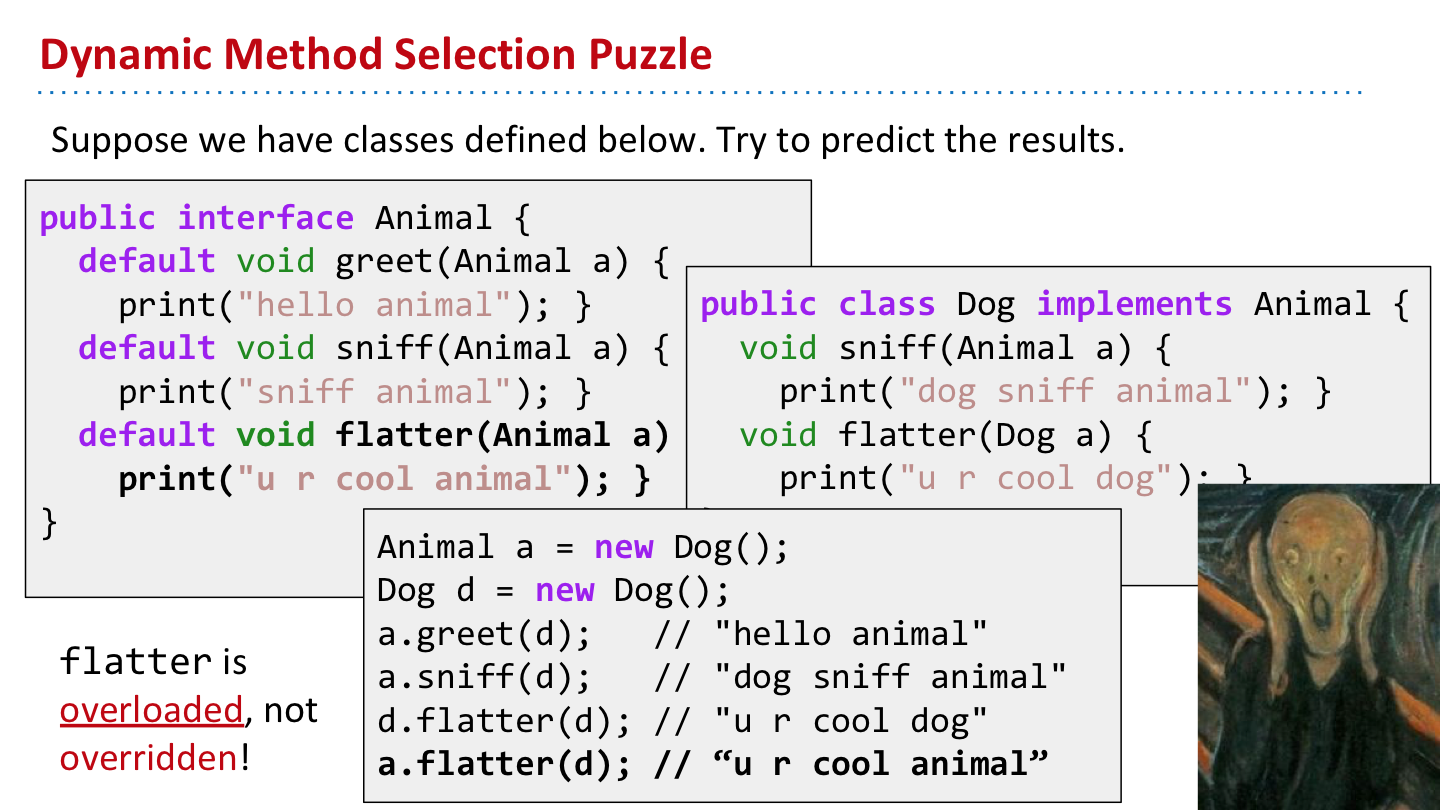 Dynamic Method Selection Puzzle
Suppose we have classes defined below. Try to predict the results.
public interface Animal {
  default void greet(Animal a) {
    print("hello animal"); }
  default void sniff(Animal a) {
    print("sniff animal"); }
  default void flatter(Animal a)
    print("u r cool animal"); }
}
public class Dog implements Animal {
  void sniff(Animal a) {
    print("dog sniff animal"); }
  void flatter(Dog a) {
    print("u r cool dog"); }
Animal a = new Dog();
Dog d = new Dog();
a.greet(d);   // "hello animal"
a.sniff(d);   // "dog sniff animal"
d.flatter(d); // "u r cool dog"
a.flatter(d); // “u r cool animal”
flatter is
overloaded, not
overridden!